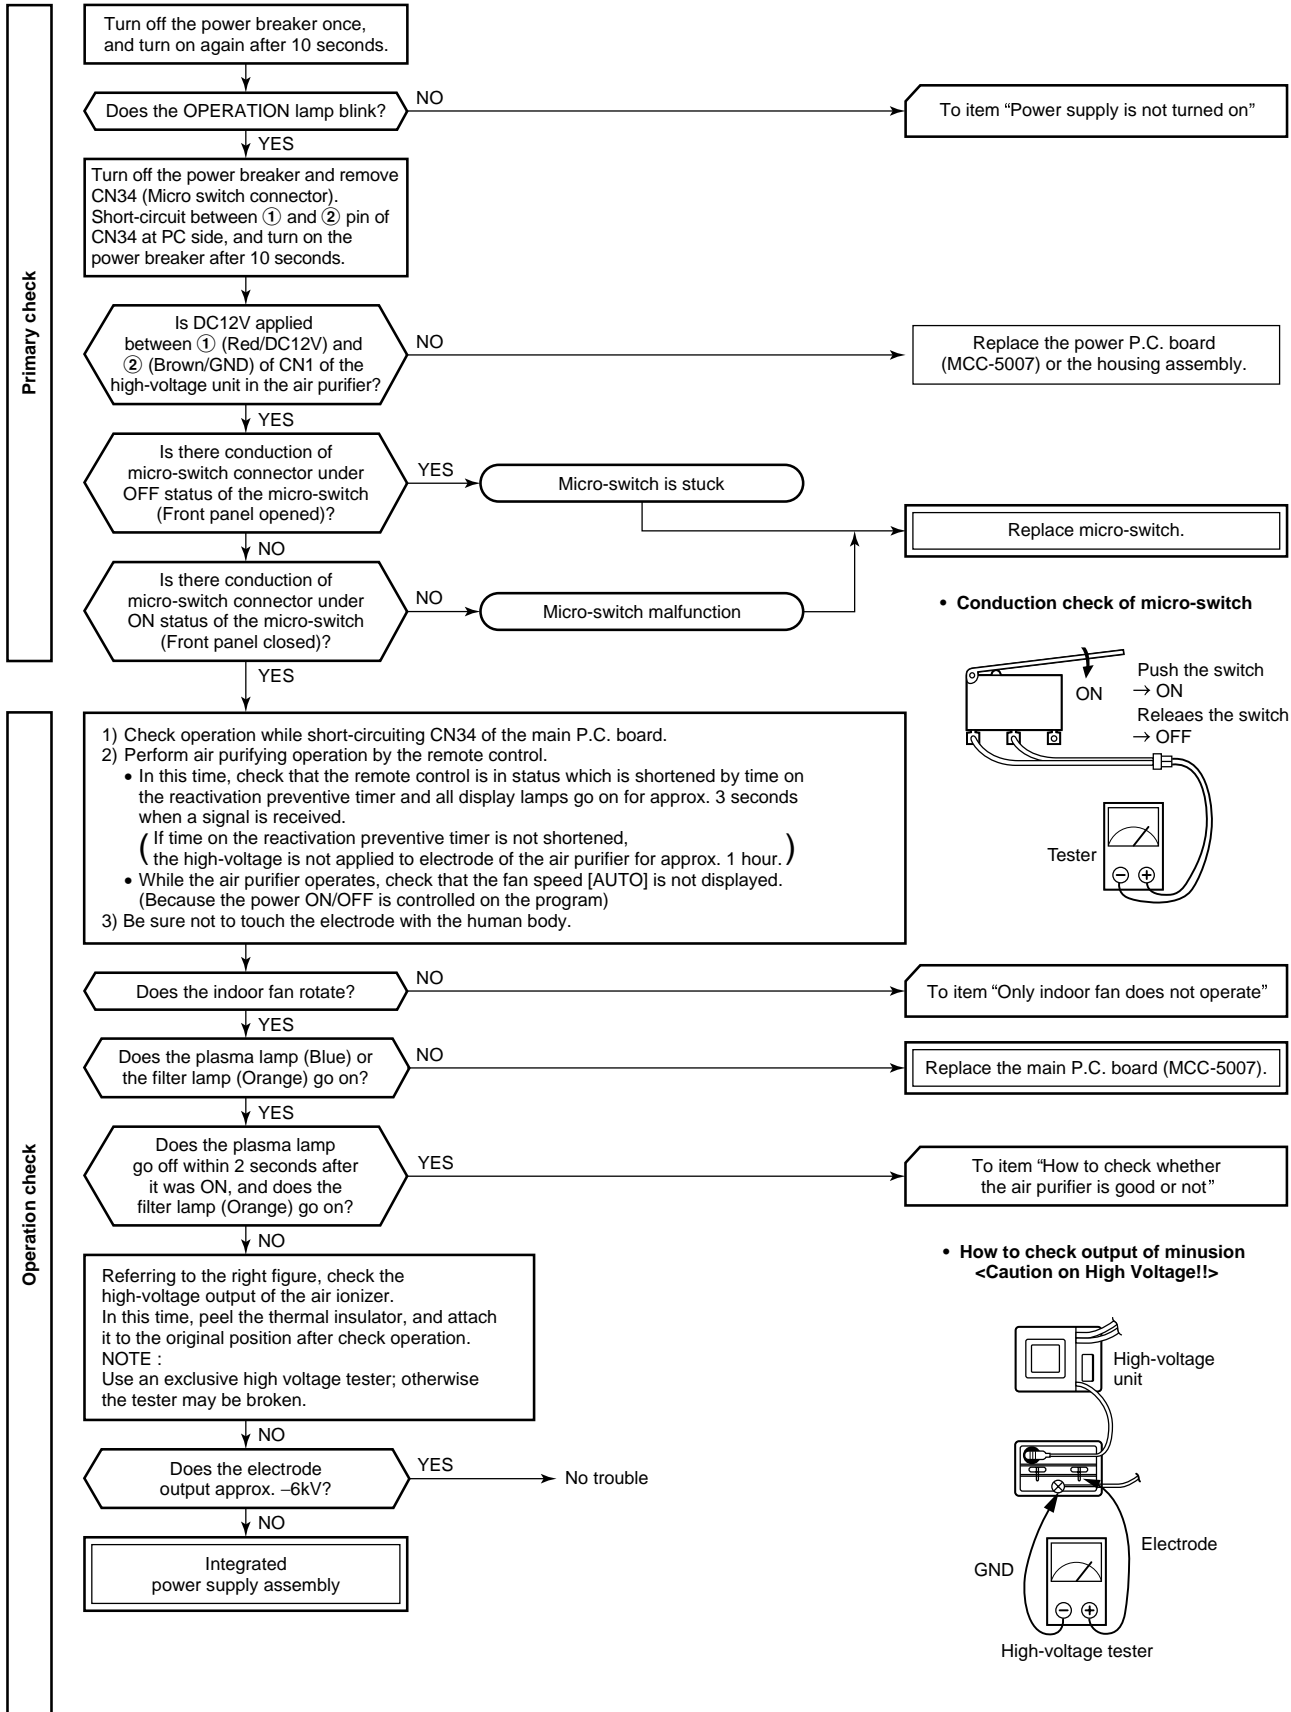 Primary check
Turn off the power breaker once,
and turn on again after 10 seconds.
Does the OPERATION lamp blink?
NO
To item “Power supply is not turned on”
YES
Turn off the power breaker and remove
CN34 (Micro switch connector).
Short-circuit between ① and ② pin of
CN34 at PC side, and turn on the
power breaker after 10 seconds.
Is DC12V applied
between ① (Red/DC12V) and
② (Brown/GND) of CN1 of the
high-voltage unit in the air purifier?
NO
Replace the power P.C. board
(MCC-5007) or the housing assembly.
YES
Is there conduction of
micro-switch connector under
OFF status of the micro-switch
(Front panel opened)?
YES
Micro-switch is stuck
Replace micro-switch.
NO
Is there conduction of
micro-switch connector under
ON status of the micro-switch
(Front panel closed)?
NO
Micro-switch malfunction
YES
• Conduction check of micro-switch
ON
Push the switch
→ ON
Releaes the switch
→ OFF
Tester
Operation check
1) Check operation while short-circuiting CN34 of the main P.C. board.
2) Perform air purifying operation by the remote control.
• In this time, check that the remote control is in status which is shortened by time on
the reactivation preventive timer and all display lamps go on for approx. 3 seconds
when a signal is received.
( If time on the reactivation preventive timer is not shortened,
the high-voltage is not applied to electrode of the air purifier for approx. 1 hour. )
• While the air purifier operates, check that the fan speed [AUTO] is not displayed.
(Because the power ON/OFF is controlled on the program)
3) Be sure not to touch the electrode with the human body.
Does the indoor fan rotate?
NO
To item “Only indoor fan does not operate”
YES
Does the plasma lamp (Blue) or
the filter lamp (Orange) go on?
NO
Replace the main P.C. board (MCC-5007).
YES
Does the plasma lamp
go off within 2 seconds after
it was ON, and does the
filter lamp (Orange) go on?
YES
To item “How to check whether
the air purifier is good or not”
NO
Referring to the right figure, check the
high-voltage output of the air ionizer.
In this time, peel the thermal insulator, and attach
it to the original position after check operation.
NOTE :
Use an exclusive high voltage tester; otherwise
the tester may be broken.
NO
Does the electrode
output approx. –6kV?
YES
No trouble
NO
Integrated
power supply assembly
• How to check output of minusion
<Caution on High Voltage!!>
High-voltage
unit
Electrode
GND
High-voltage tester